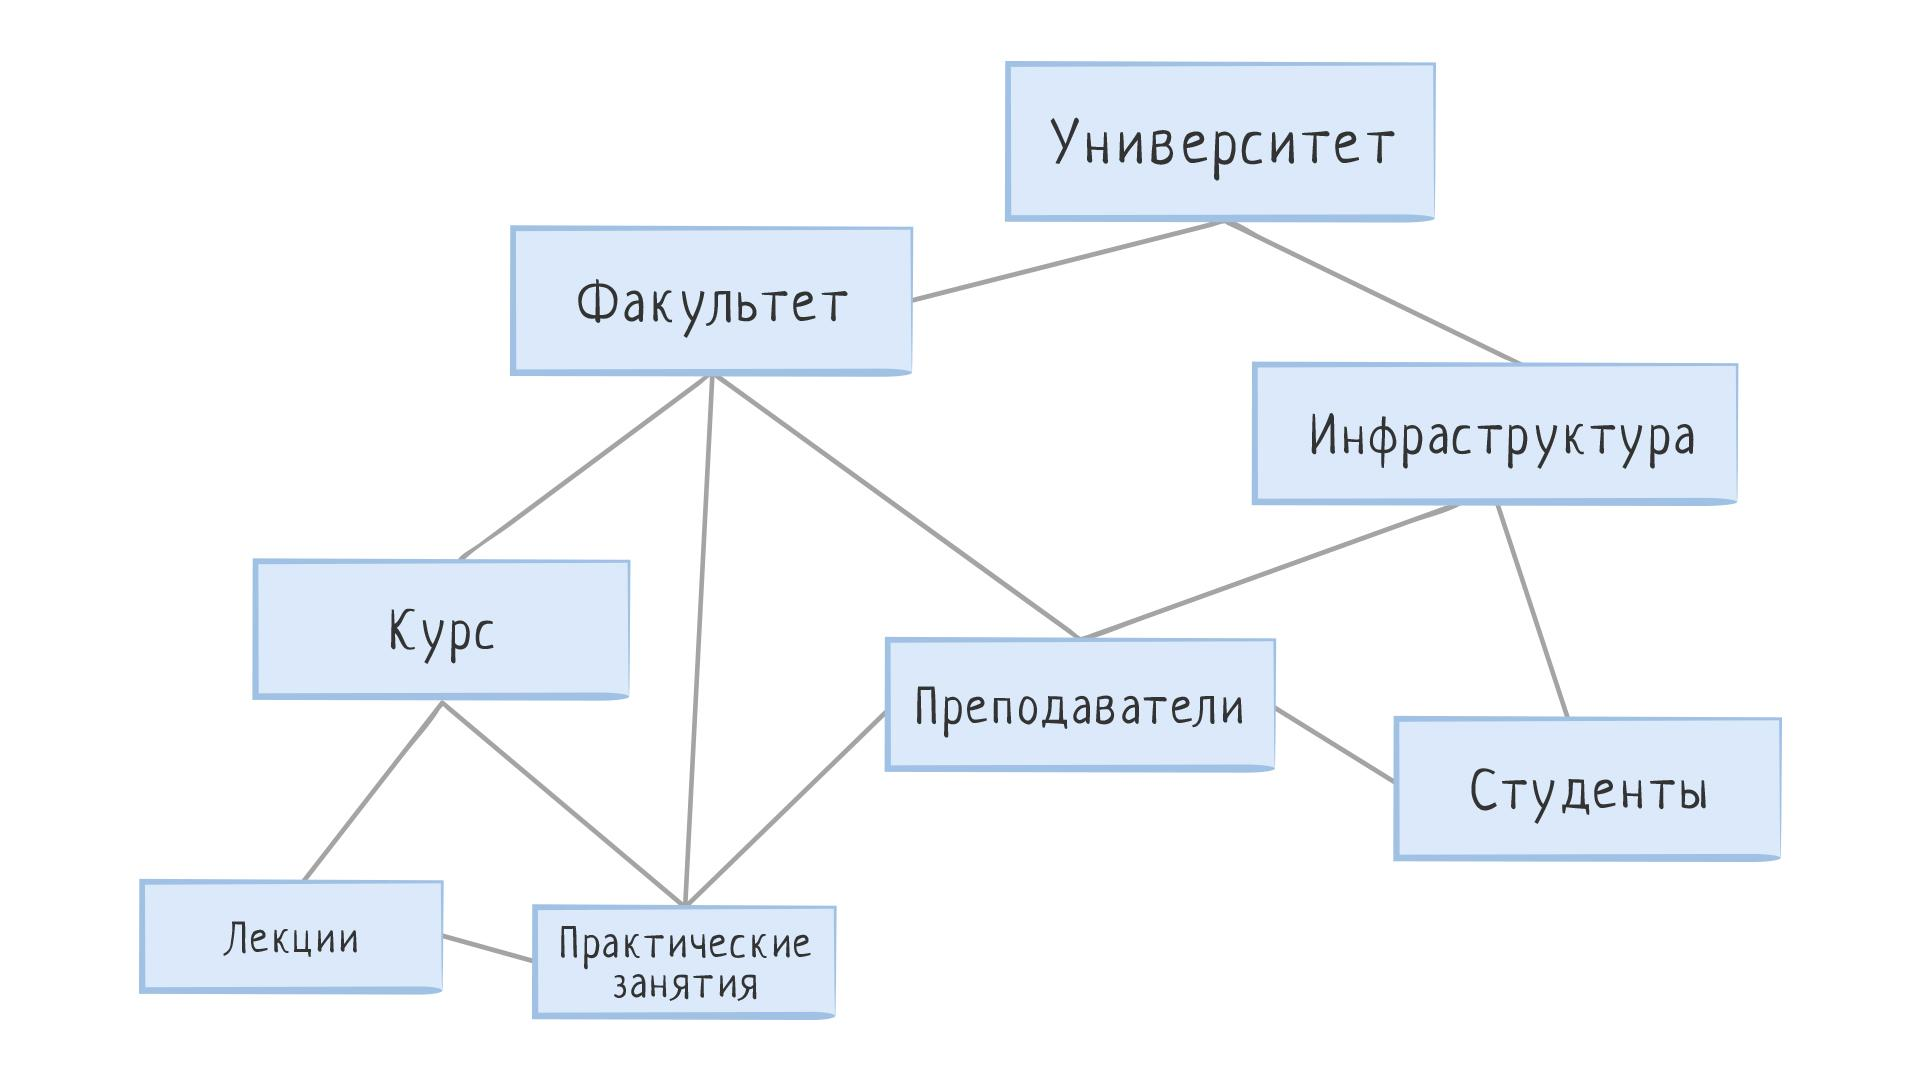 Университет
Факультет
Инфраструктура
Курс
Преподаватели
Студенты
Лекции
Практические
занятия